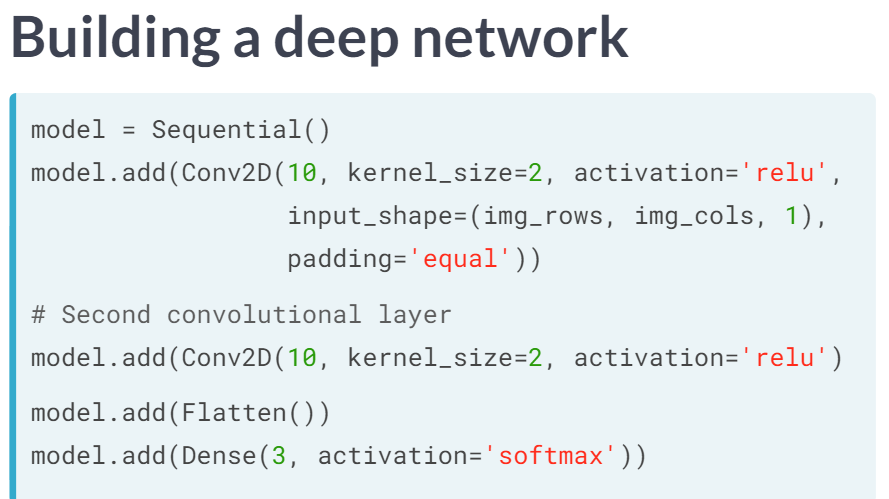 Building a deep network
model = Sequential()
model.add(Conv2D(10, kernel_size=2, activation='relu',
input_shape=(img_rows, img_cols, 1),
padding='equal'))
# Second convolutional layer
model.add(Conv2D(10, kernel_size=2, activation='relu')
model.add(Flatten())
model.add(Dense(3, activation='softmax'))